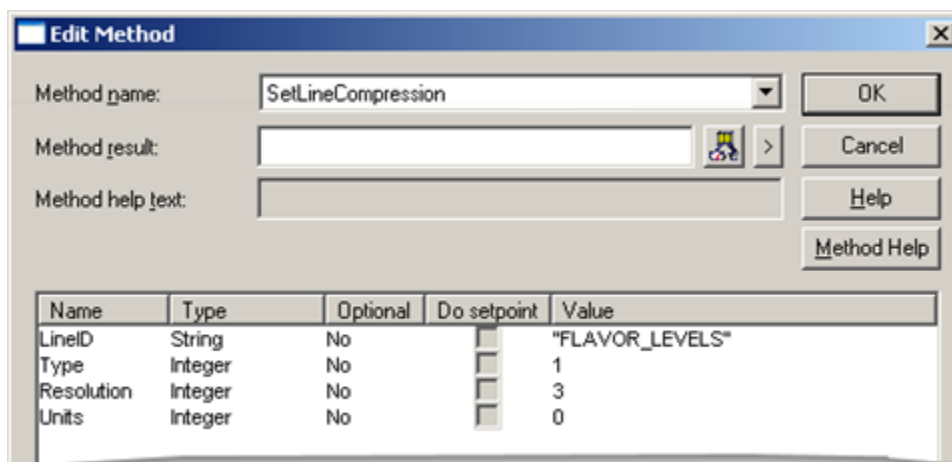 Edit Method
Method name: SetLineCompression OK
Method result: > Cancel
Method help text: Help
Method Help
Name Type Optional Do setpoint Value
LineID String No "FLAVOR_LEVELS"
Type Integer No 1
Resolution Integer No 3
Units Integer No 0